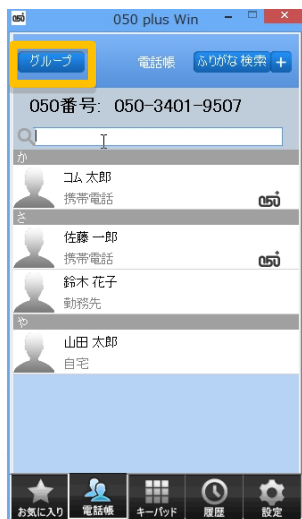 050 050 plus Win
グループ 電話帳 ふりがな検索 +
050番号: 050-3401-9507
か
コム 太郎
携帯電話 050
さ
佐藤 一郎
携帯電話 050
鈴木 花子
勤務先
や
山田 太郎
自宅
お気に入り 電話帳 キーパッド 履歴 設定